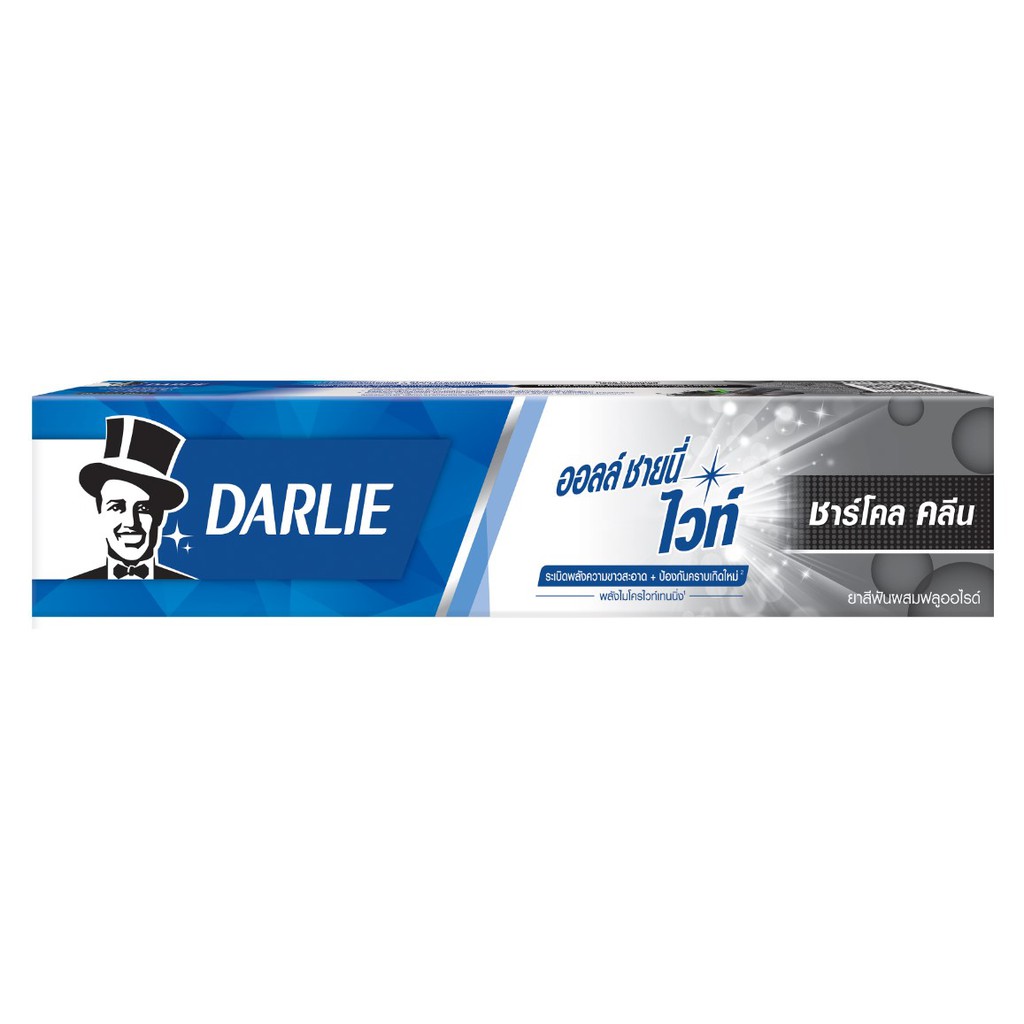 DARLIE
DARLIE
ออลล์ ชายนี่
ไวท์
ระเบิดพลังความขาวสะอาด + ป้องกันคราบเกิดใหม่²
พลังไมโครไวท์เทนนิ่ง¹
ชาร์โคล คลีน
ยาสีฟันผสมฟลูออไรด์